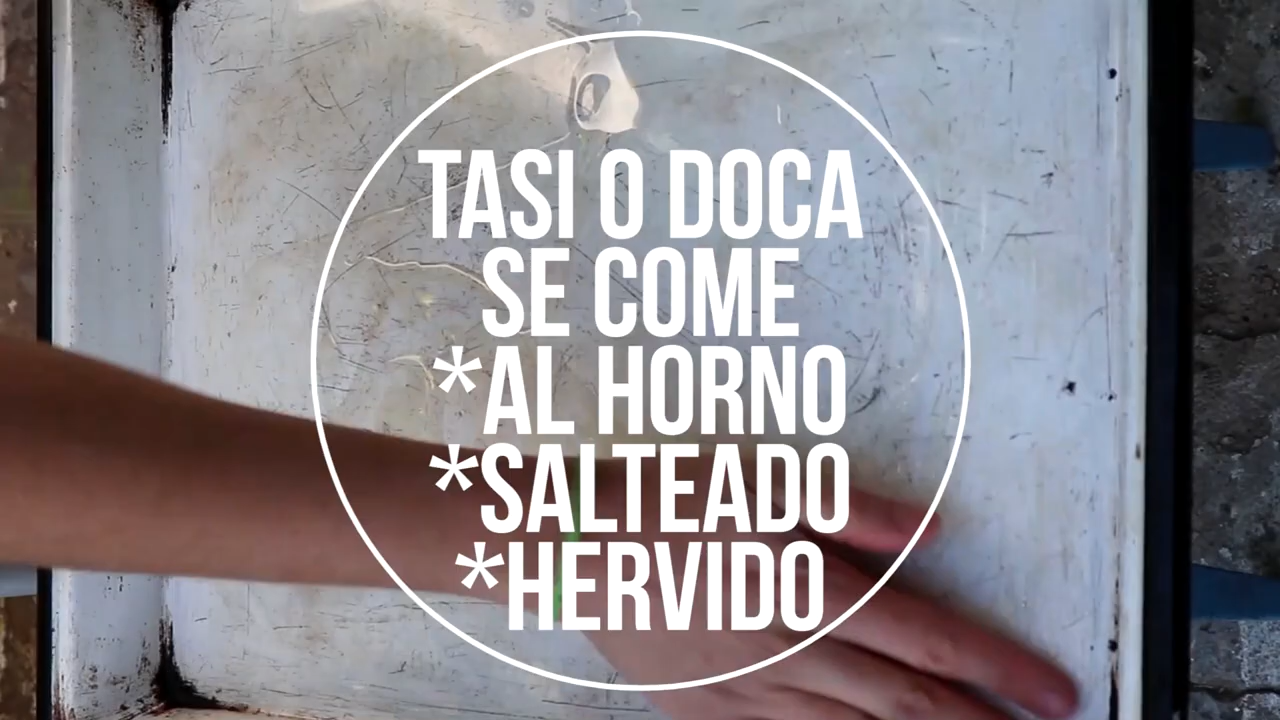 TASI O DOCA
SE COME
*AL HORNO
*SALTEADO
*HERVIDO